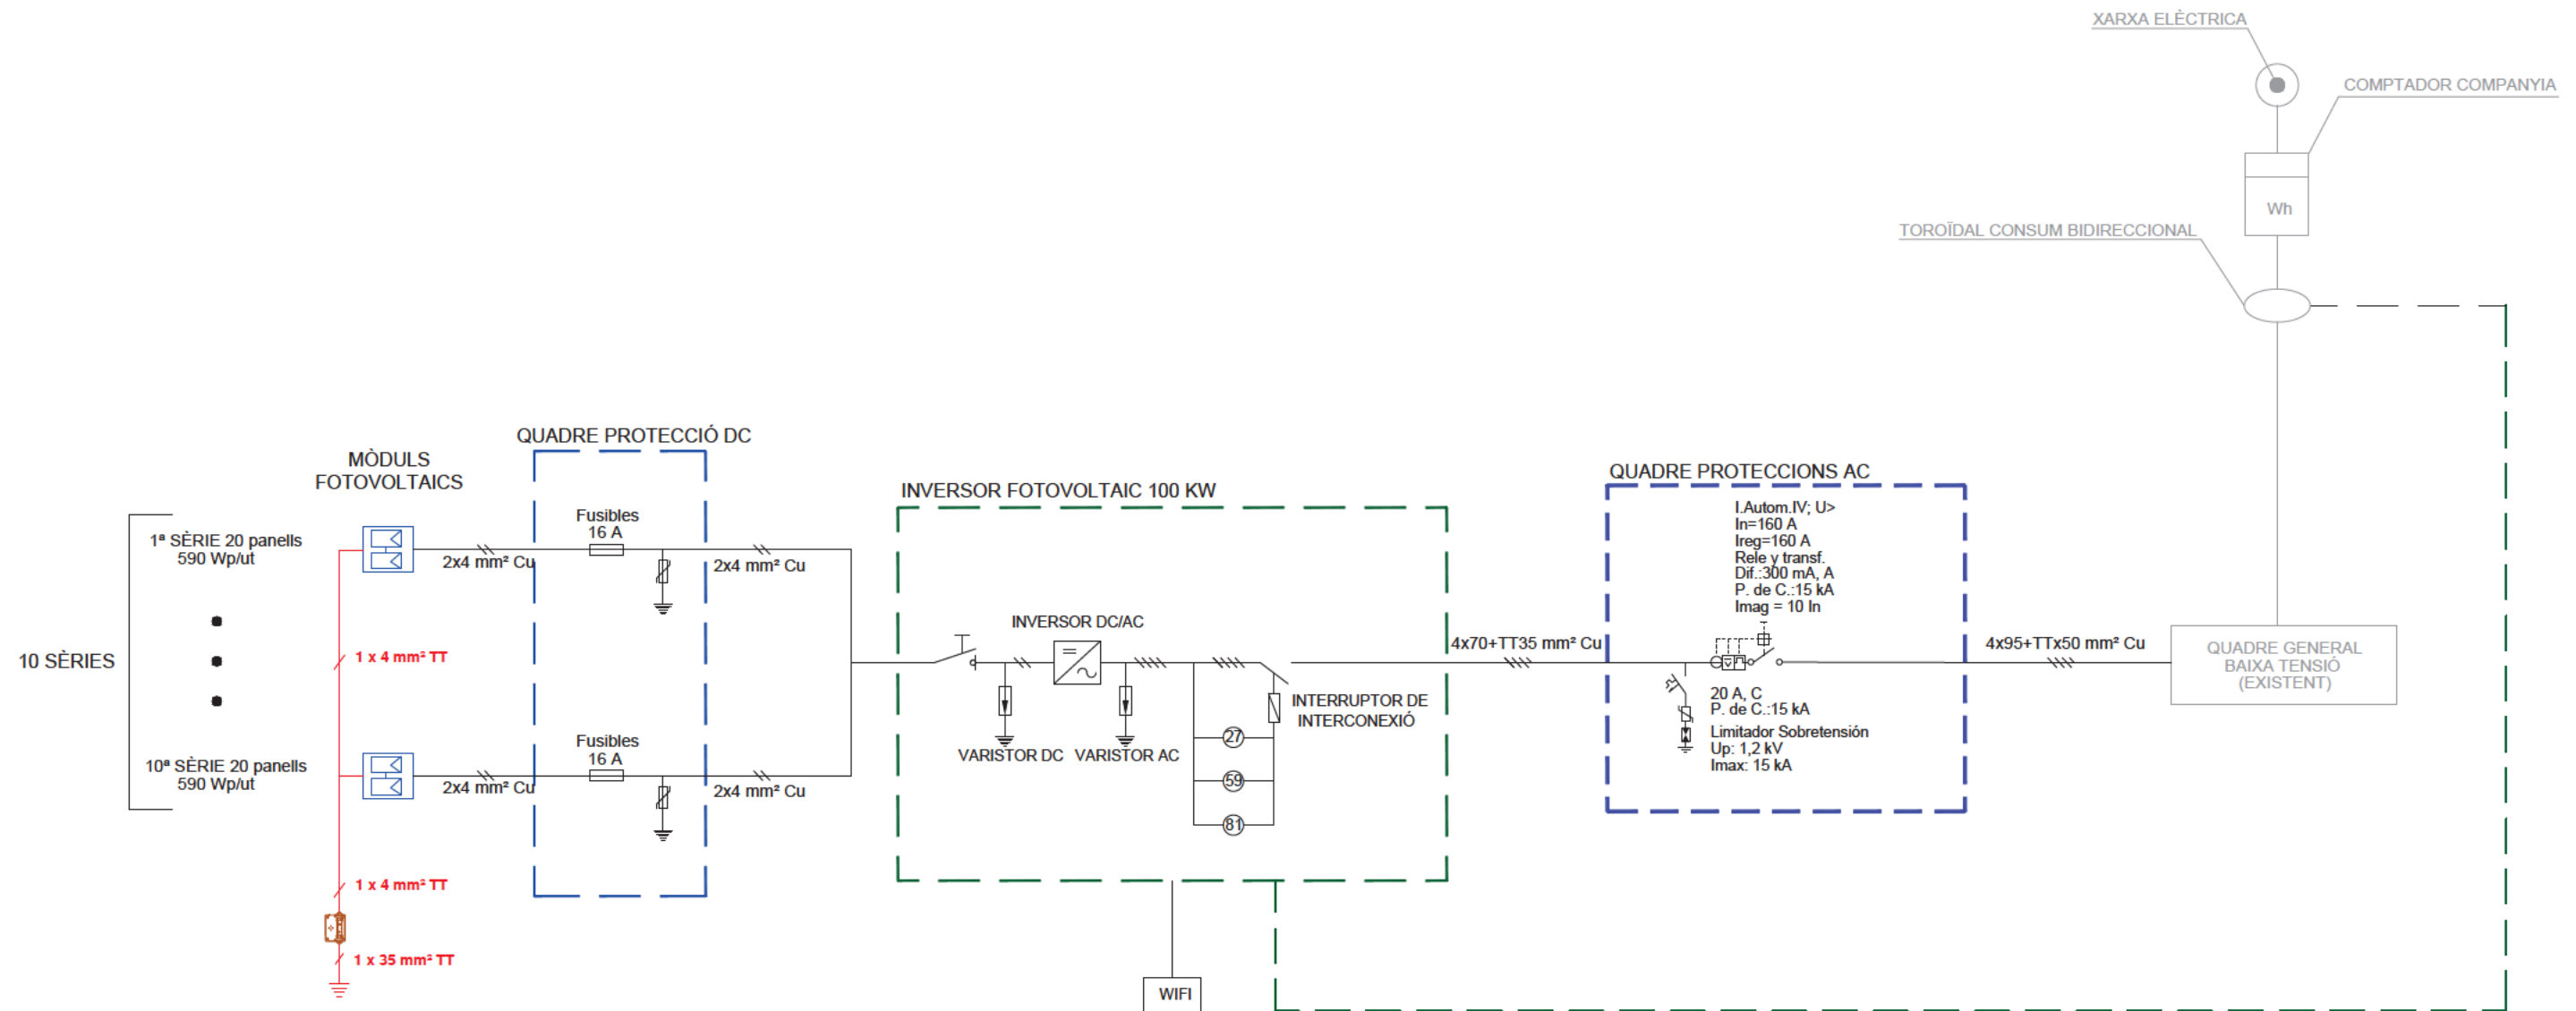 XARXA ELÈCTRICA
COMPTADOR COMPANYIA
Wh
TOROÏDAL CONSUM BIDIRECCIONAL
QUADRE PROTECCIÓ DC
MÒDULS
FOTOVOLTAICS
QUADRE PROTECCIONS AC
INVERSOR FOTOVOLTAIC 100 KW
10 SÈRIES
1ª SÈRIE 20 panells
590 Wp/ut
10ª SÈRIE 20 panells
590 Wp/ut
2x4 mm² Cu
Fusibles
16 A
2x4 mm² Cu
1 x 4 mm² TT
2x4 mm² Cu
Fusibles
16 A
2x4 mm² Cu
1 x 4 mm² TT
1 x 35 mm² TT
INVERSOR DC/AC
VARISTOR DC
VARISTOR AC
INTERRUPTOR DE
INTERCONEXIÓ
27
59
81
WIFI
4x70+TT35 mm² Cu
I.Autom.IV; U>
In=160 A
Ireg=160 A
Rele y transf.
Dif.:300 mA, A
P. de C.:15 kA
Imag = 10 In
20 A, C
P. de C.:15 kA
Limitador Sobretensión
Up: 1,2 kV
Imax: 15 kA
4x95+TTx50 mm² Cu
QUADRE GENERAL
BAIXA TENSIÓ
(EXISTENT)